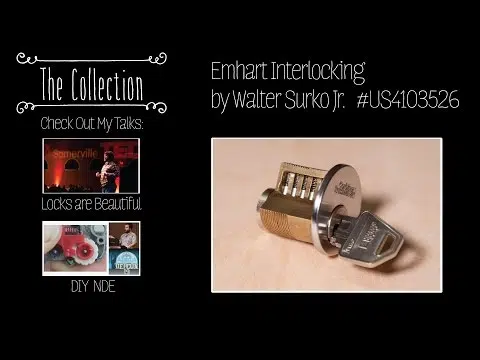 The Collection
Check Out My Talks:
Somerville
TE
Locks are Beautiful
DIY NDE
Emhart Interlocking
by Walter Surko Jr. #US4103526